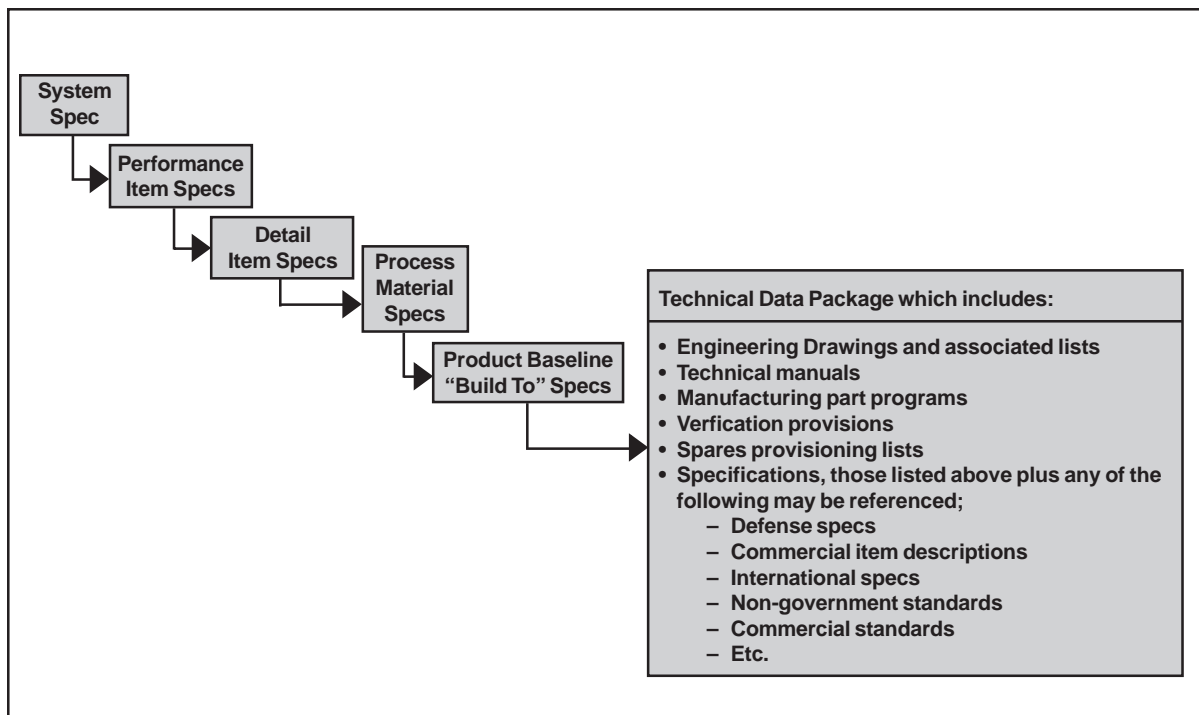 System
Spec
Performance
Item Specs
Detail
Item Specs
Process
Material
Specs
Product Baseline
“Build To” Specs
Technical Data Package which includes:
• Engineering Drawings and associated lists
• Technical manuals
• Manufacturing part programs
• Verfication provisions
• Spares provisioning lists
• Specifications, those listed above plus any of the
following may be referenced;
– Defense specs
– Commercial item descriptions
– International specs
– Non-government standards
– Commercial standards
– Etc.